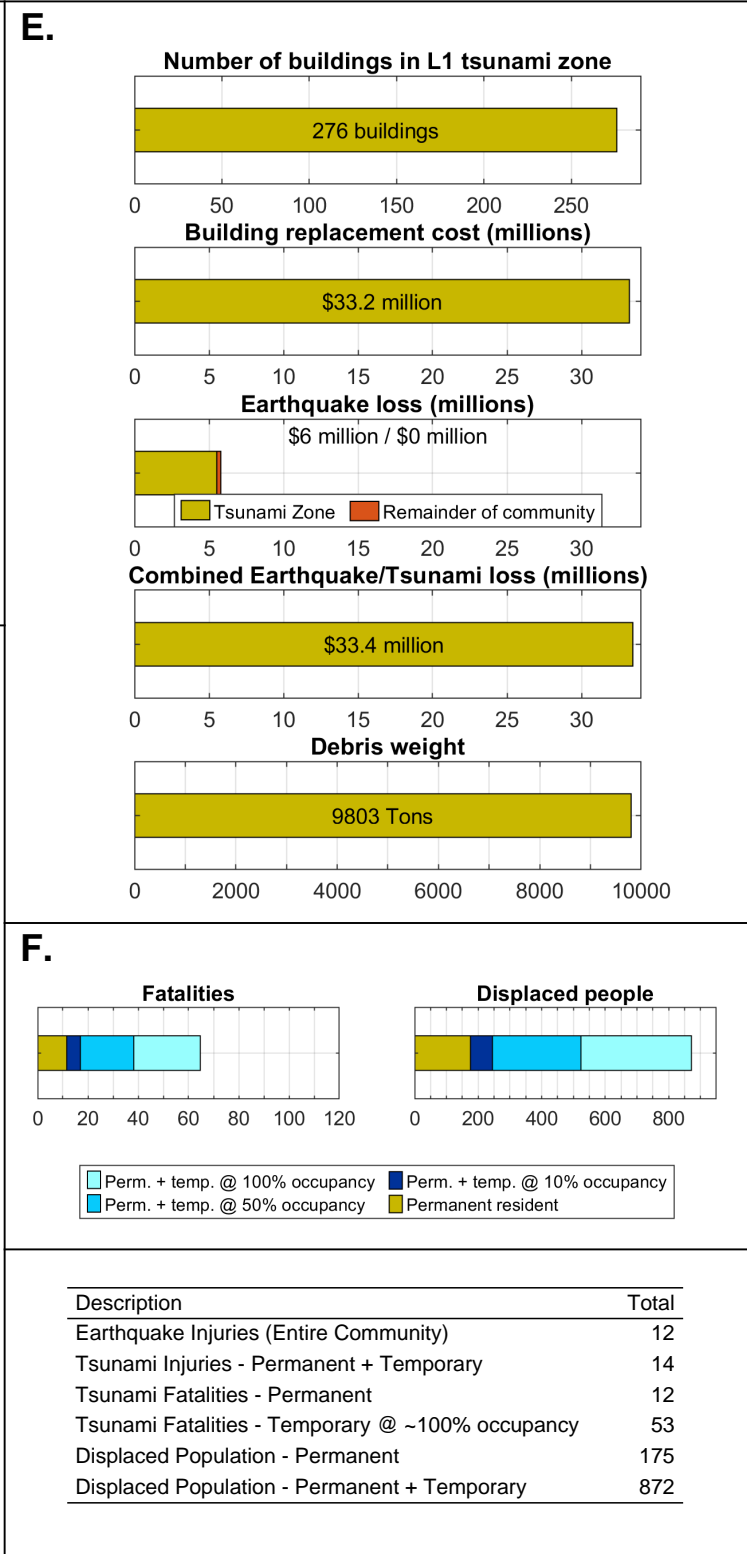 E.
Number of buildings in L1 tsunami zone
276 buildings
0 50 100 150 200 250
Building replacement cost (millions)
$33.2 million
0 5 10 15 20 25 30
Earthquake loss (millions)
$6 million / $0 million
Tsunami Zone Remainder of community
0 5 10 15 20 25 30
Combined Earthquake/Tsunami loss (millions)
$33.4 million
0 5 10 15 20 25 30
Debris weight
9803 Tons
0 2000 4000 6000 8000 10000
F.
Fatalities Displaced people
0 20 40 60 80 100 120 0 200 400 600 800
Perm. + temp. @ 100% occupancy Perm. + temp. @ 10% occupancy
Perm. + temp. @ 50% occupancy Permanent resident
Description Total
Earthquake Injuries (Entire Community) 12
Tsunami Injuries - Permanent + Temporary 14
Tsunami Fatalities - Permanent 12
Tsunami Fatalities - Temporary @ ~100% occupancy 53
Displaced Population - Permanent 175
Displaced Population - Permanent + Temporary 872